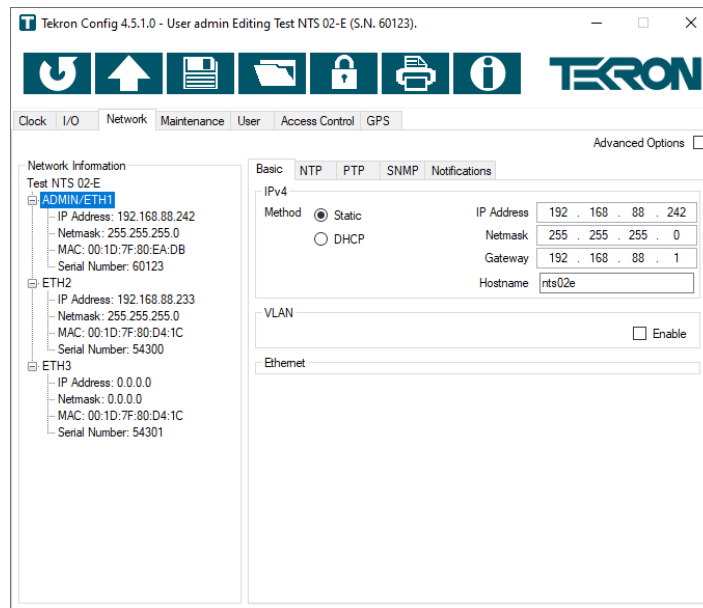 Tekron Config 4.5.1.0 - User admin Editing Test NTS 02-E (S.N. 60123).
TEKRON
Clock I/O Network Maintenance User Access Control GPS
Advanced Options
Network Information
Test NTS 02-E
ADMIN/ETH1
IP Address: 192.168.88.242
Netmask: 255.255.255.0
MAC: 00:1D:7F:80:EA:DB
Serial Number: 60123
ETH2
IP Address: 192.168.88.233
Netmask: 255.255.255.0
MAC: 00:1D:7F:80:D4:1C
Serial Number: 54300
ETH3
IP Address: 0.0.0.0
Netmask: 0.0.0.0
MAC: 00:1D:7F:80:D4:1C
Serial Number: 54301
Basic NTP PTP SNMP Notifications
IPv4
Method Static IP Address 192 . 168 . 88 . 242
DHCP Netmask 255 . 255 . 255 . 0
Gateway 192 . 168 . 88 . 1
Hostname nts02e
VLAN
Enable
Ethernet